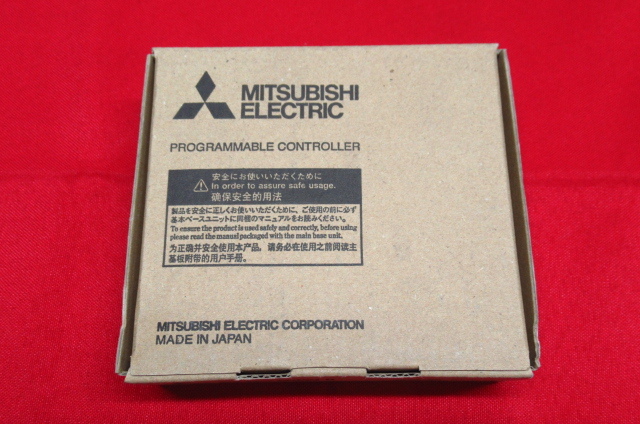 MITSUBISHI
ELECTRIC
PROGRAMMABLE CONTROLLER
安全にお使いいただくために
In order to assure safe usage.
确保安全的用法
製品を安全に正しくお使いいただくために、ご使用の前に必ず
基本ベースユニットに同梱のマニュアルをお読みください。
To ensure the product is used safely and correctly, before using
please read the manual packaged with the main base unit.
为正确并安全使用本产品，请务必在使用之前阅读主
基板附带的用户手册。
MITSUBISHI ELECTRIC CORPORATION
MADE IN JAPAN